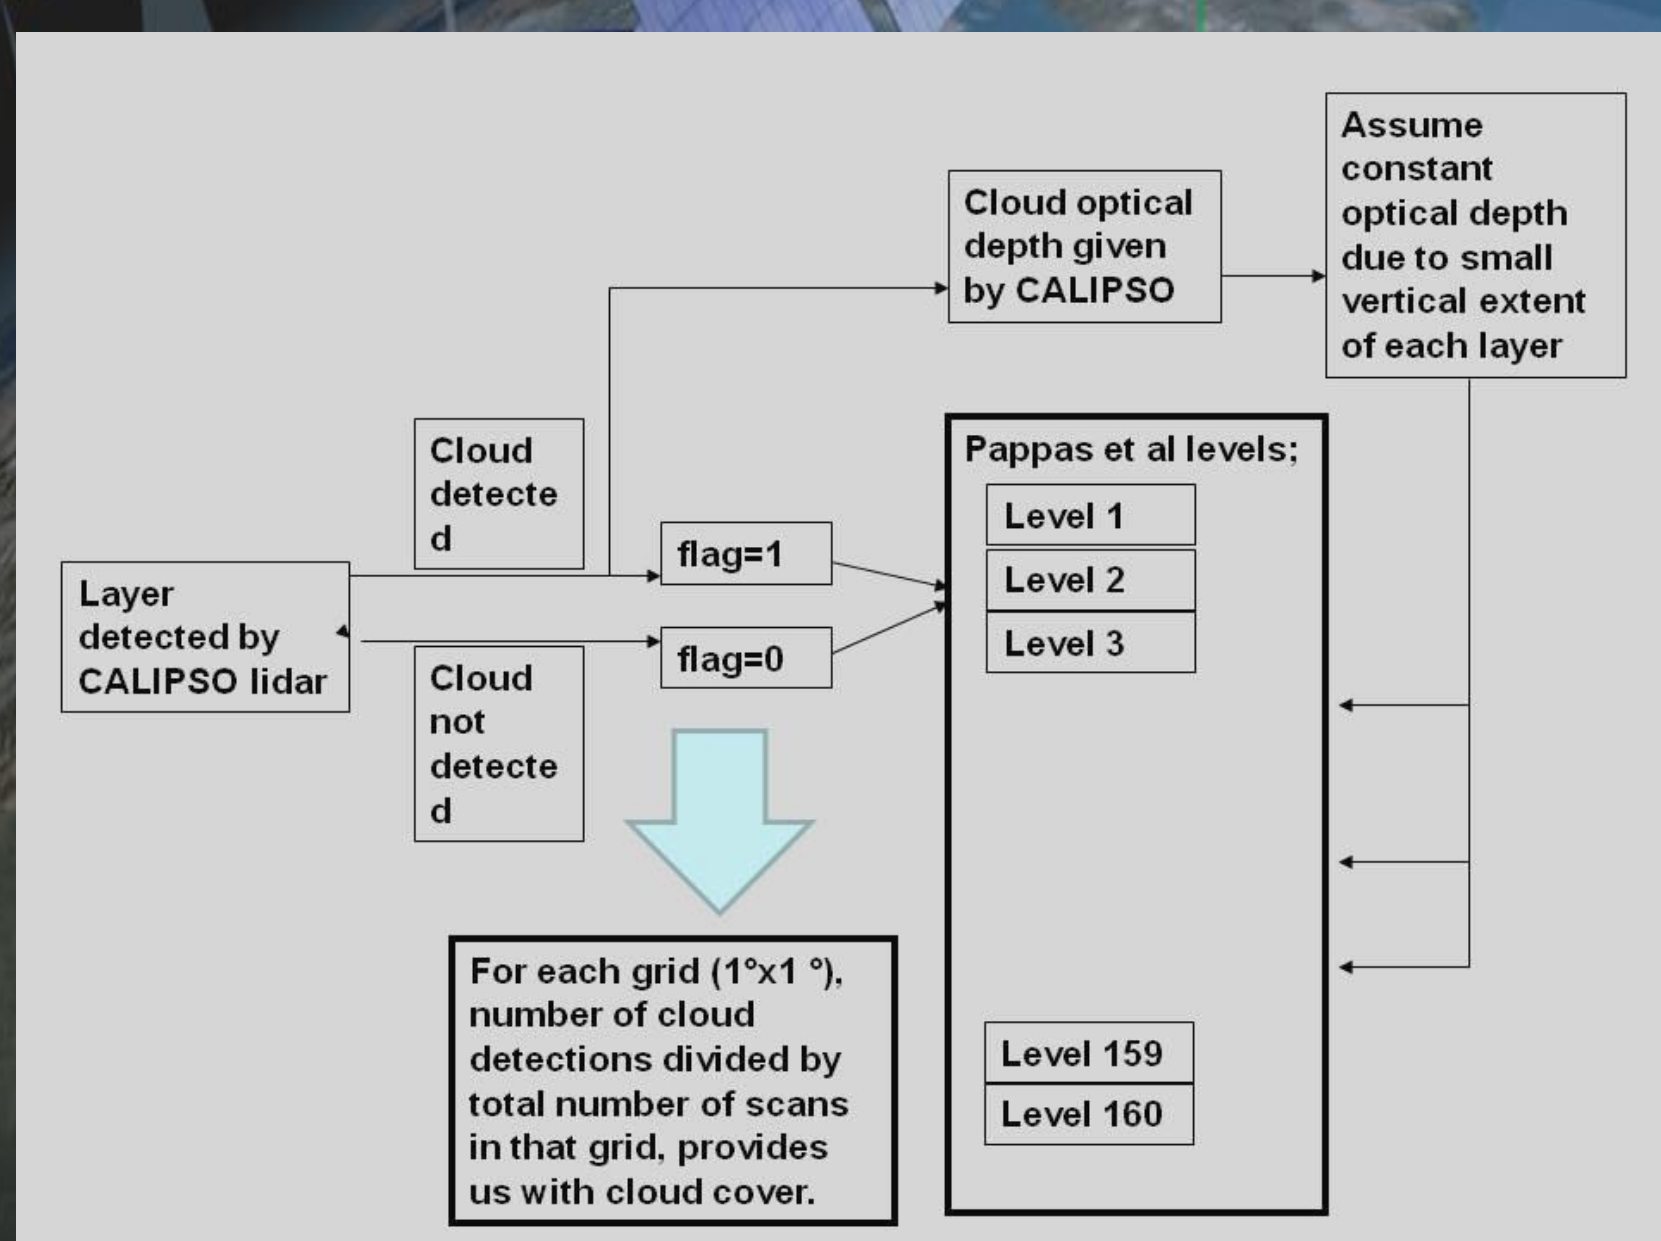 Assume
constant
optical depth
due to small
vertical extent
of each layer
Cloud optical
depth given
by CALIPSO
Cloud
detecte
d
Pappas et al levels;
Level 1
Level 2
Level 3
flag=1
Layer
detected by
CALIPSO lidar
flag=0
Cloud
not
detecte
d
For each grid (1°x1 °),
number of cloud
detections divided by
total number of scans
in that grid, provides
us with cloud cover.
Level 159
Level 160